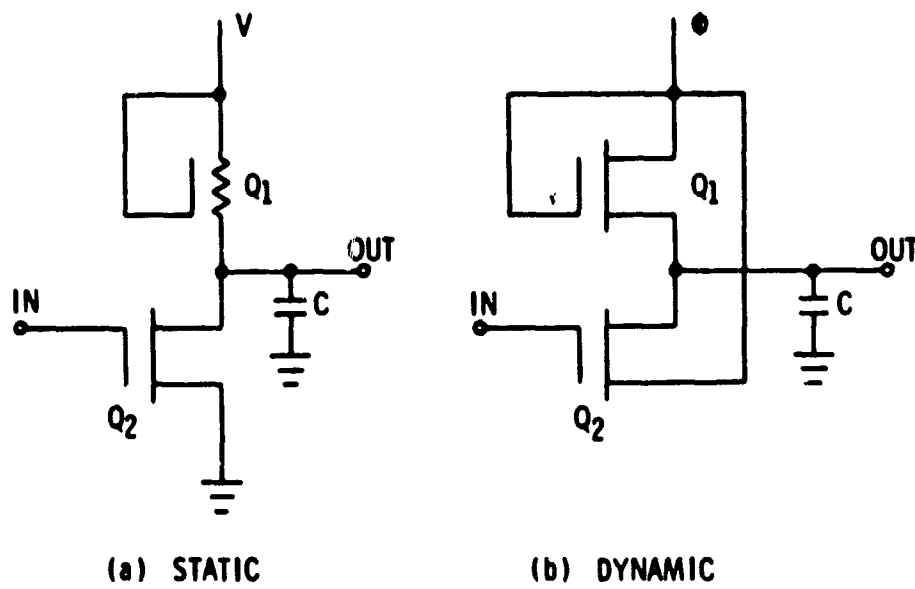 V
Q1
OUT
IN
C
Q2
(a) STATIC
Φ
Q1
OUT
IN
C
Q2
(b) DYNAMIC